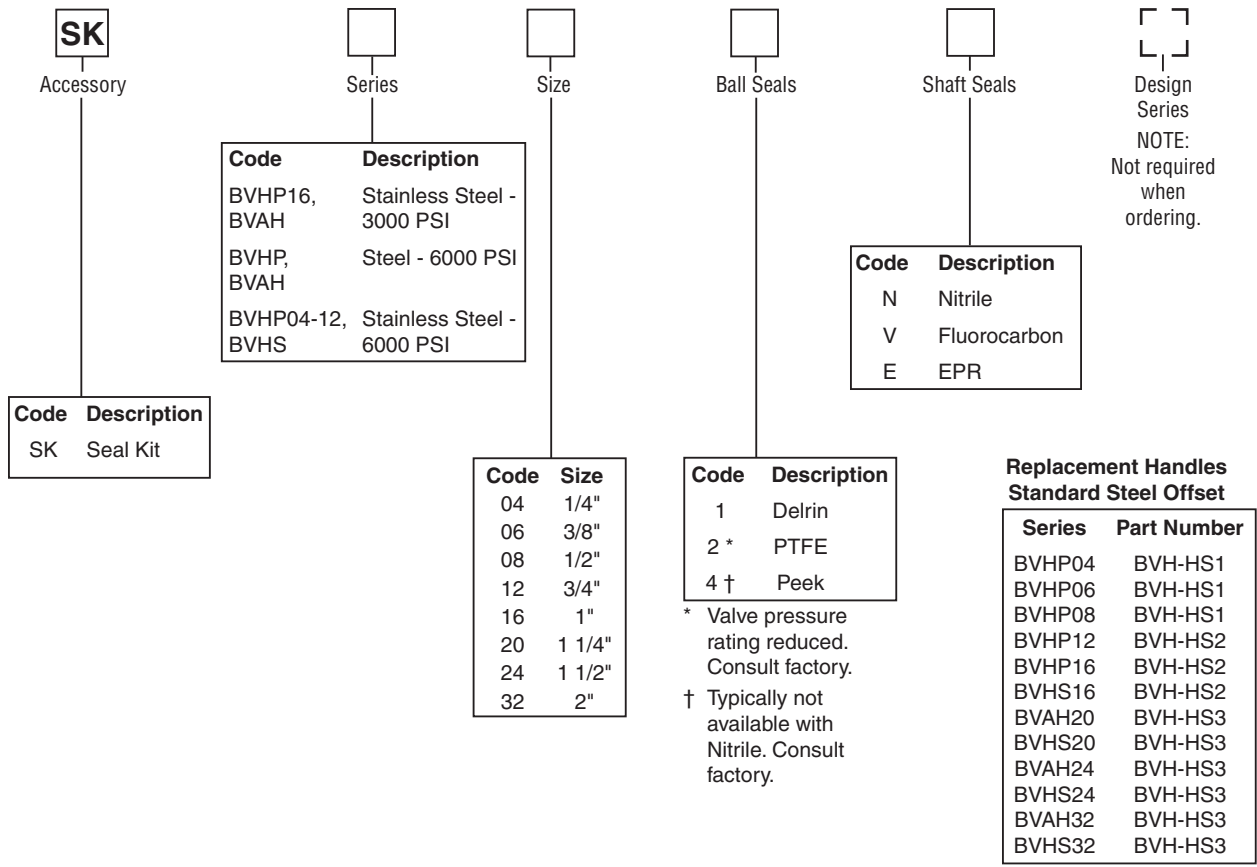 SK
Accessory
Series
Size
Ball Seals
Shaft Seals
Design
Series
NOTE:
Not required
when
ordering.
Code Description
BVHP16, Stainless Steel -
BVAH 3000 PSI
BVHP, Steel - 6000 PSI
BVAH
BVHP04-12, Stainless Steel -
BVHS 6000 PSI
Code Description
N Nitrile
V Fluorocarbon
E EPR
Code Description
SK Seal Kit
Code Size
04 1/4"
06 3/8"
08 1/2"
12 3/4"
16 1"
20 1 1/4"
24 1 1/2"
32 2"
Code Description
1 Delrin
2 * PTFE
4 † Peek
* Valve pressure
rating reduced.
Consult factory.
† Typically not
available with
Nitrile. Consult
factory.
Replacement Handles
Standard Steel Offset
Series Part Number
BVHP04 BVH-HS1
BVHP06 BVH-HS1
BVHP08 BVH-HS1
BVHP12 BVH-HS2
BVHP16 BVH-HS2
BVHS16 BVH-HS2
BVAH20 BVH-HS3
BVHS20 BVH-HS3
BVAH24 BVH-HS3
BVHS24 BVH-HS3
BVAH32 BVH-HS3
BVHS32 BVH-HS3